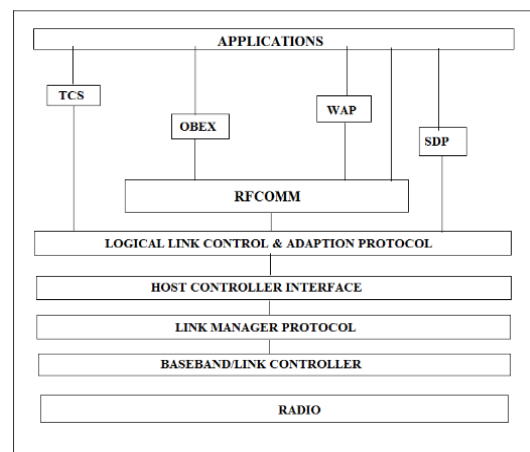 APPLICATIONS
TCS
OBEX
WAP
SDP
RFCOMM
LOGICAL LINK CONTROL & ADAPTION PROTOCOL
HOST CONTROLLER INTERFACE
LINK MANAGER PROTOCOL
BASEBAND/LINK CONTROLLER
RADIO